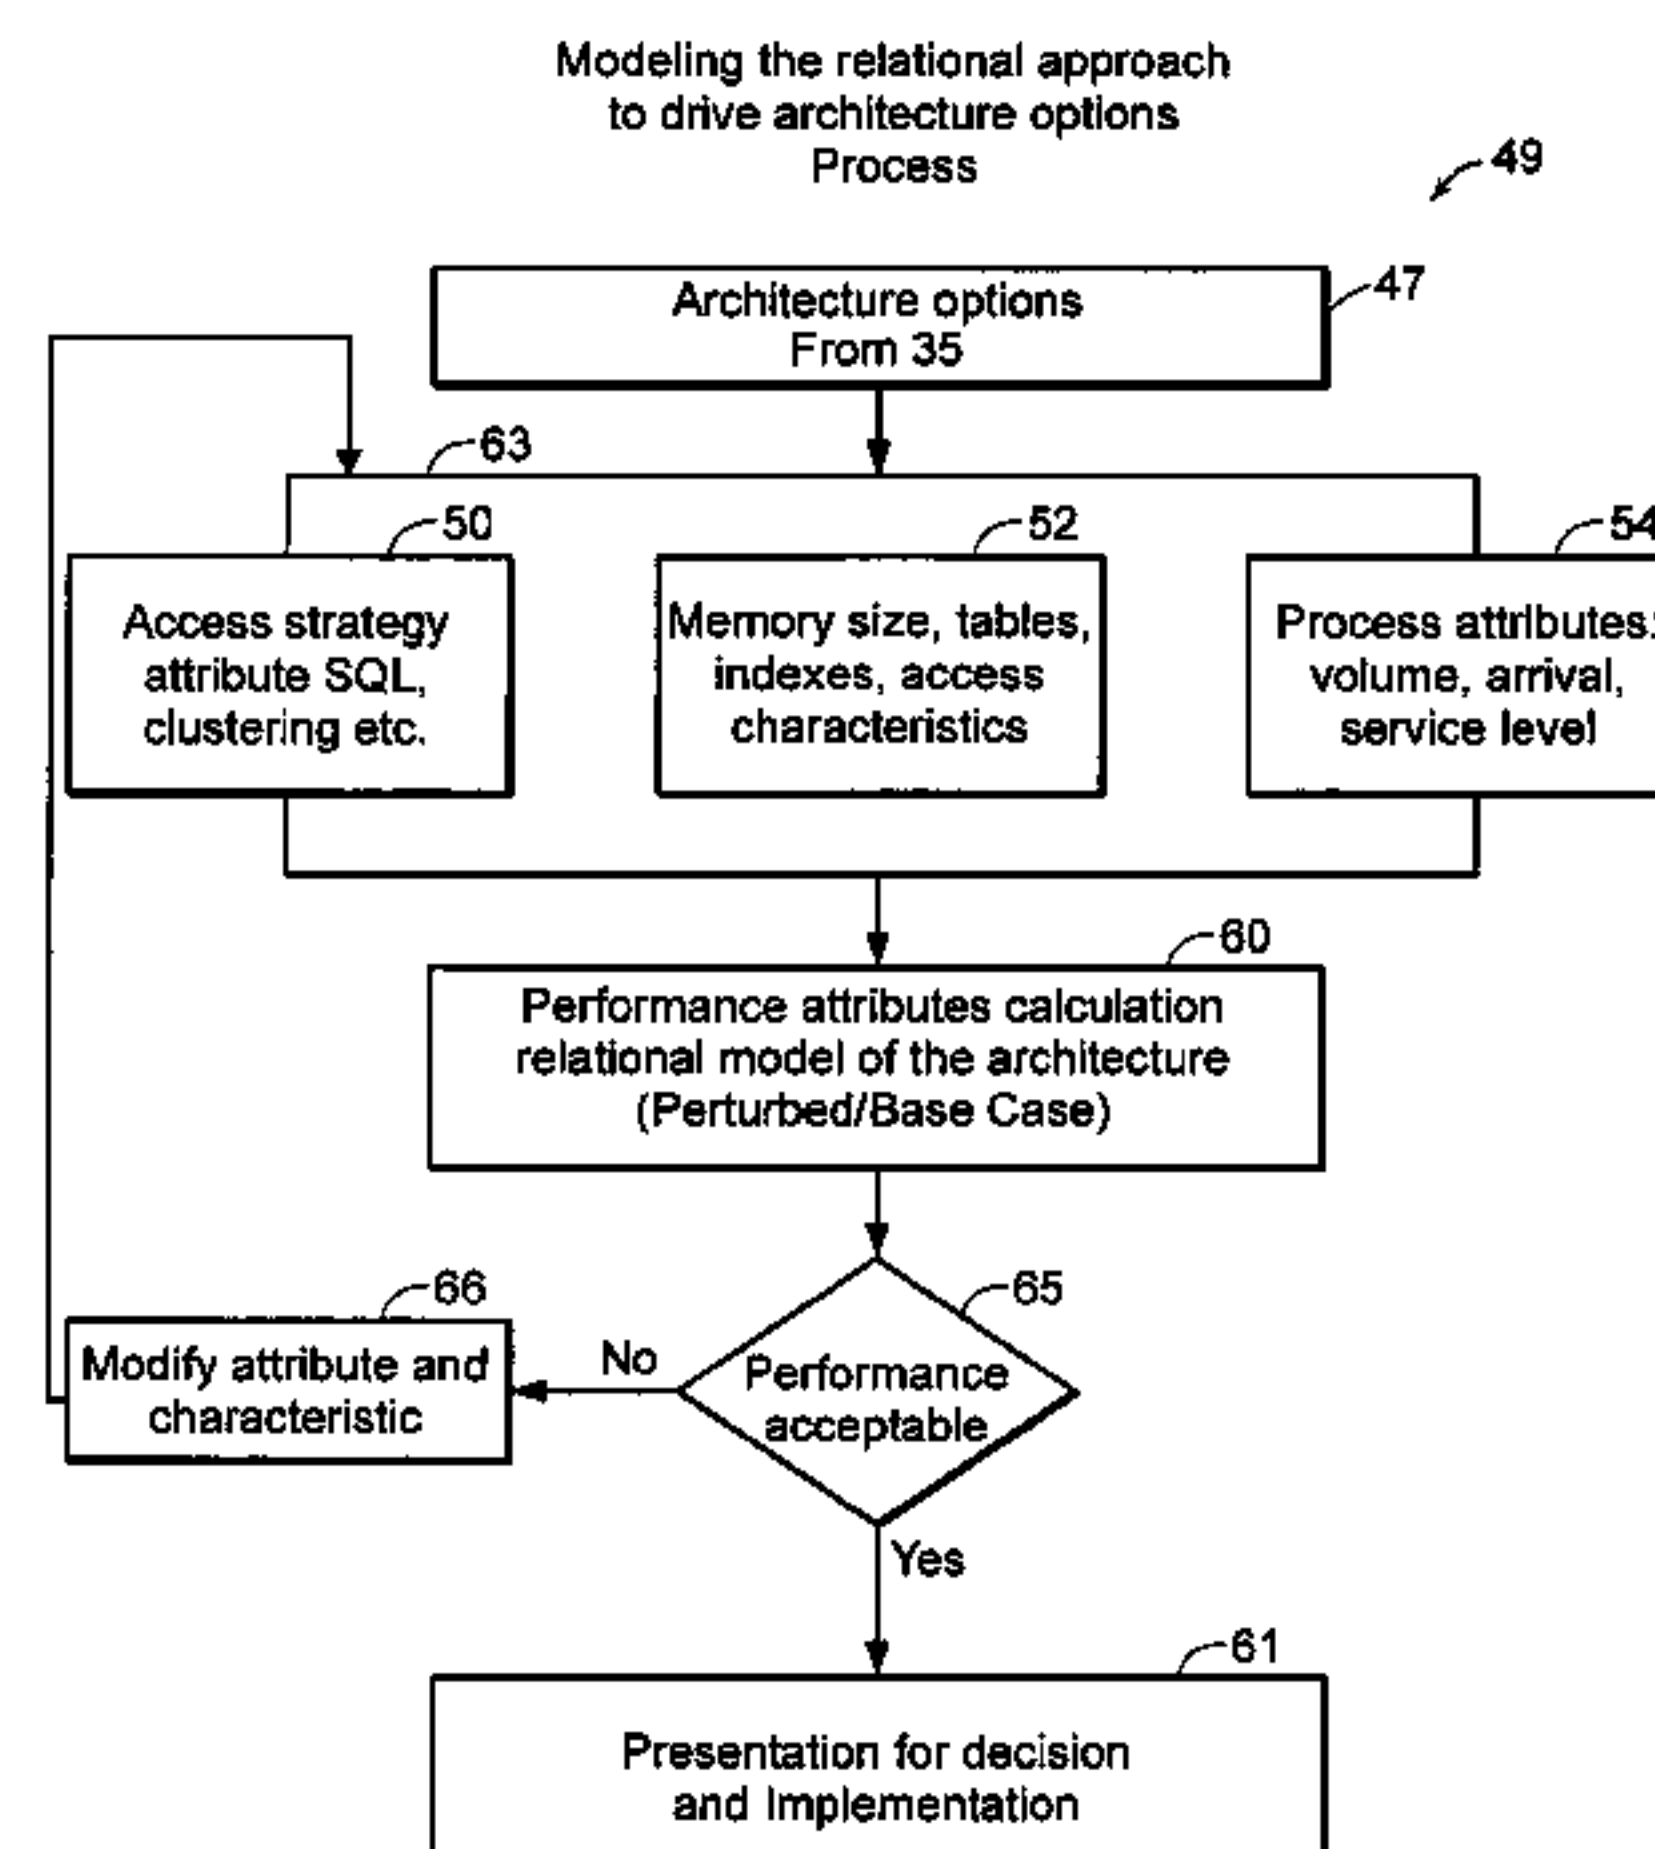 Modeling the relational approach
to drive architecture options
Process
49
Architecture options
From 35
47
63
50
52
54
Access strategy
attribute SQL,
clustering etc.
Memory size, tables,
indexes, access
characteristics
Process attributes:
volume, arrival,
service level
60
Performance attributes calculation
relational model of the architecture
(Perturbed/Base Case)
66
65
Modify attribute and
characteristic
No
Performance
acceptable
Yes
61
Presentation for decision
and Implementation